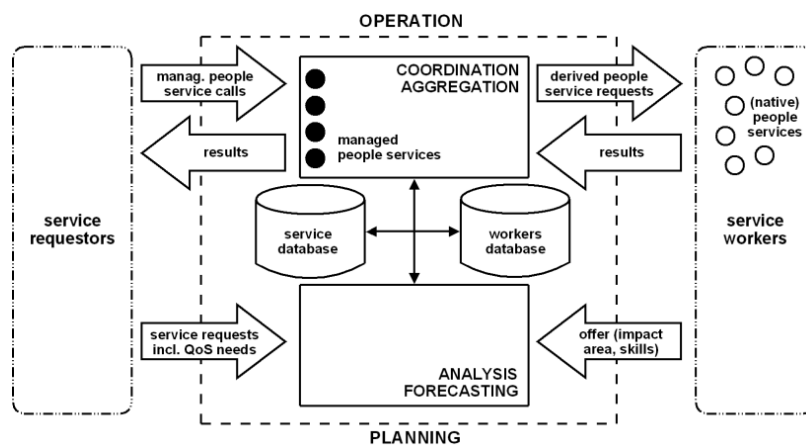 OPERATION
manag. people
service calls
COORDINATION
AGGREGATION
derived people
service requests
(native)
people
services
managed
people services
results
results
service
requestors
service
database
workers
database
service
workers
service requests
incl. QoS needs
offer (impact
area, skills)
ANALYSIS
FORECASTING
PLANNING